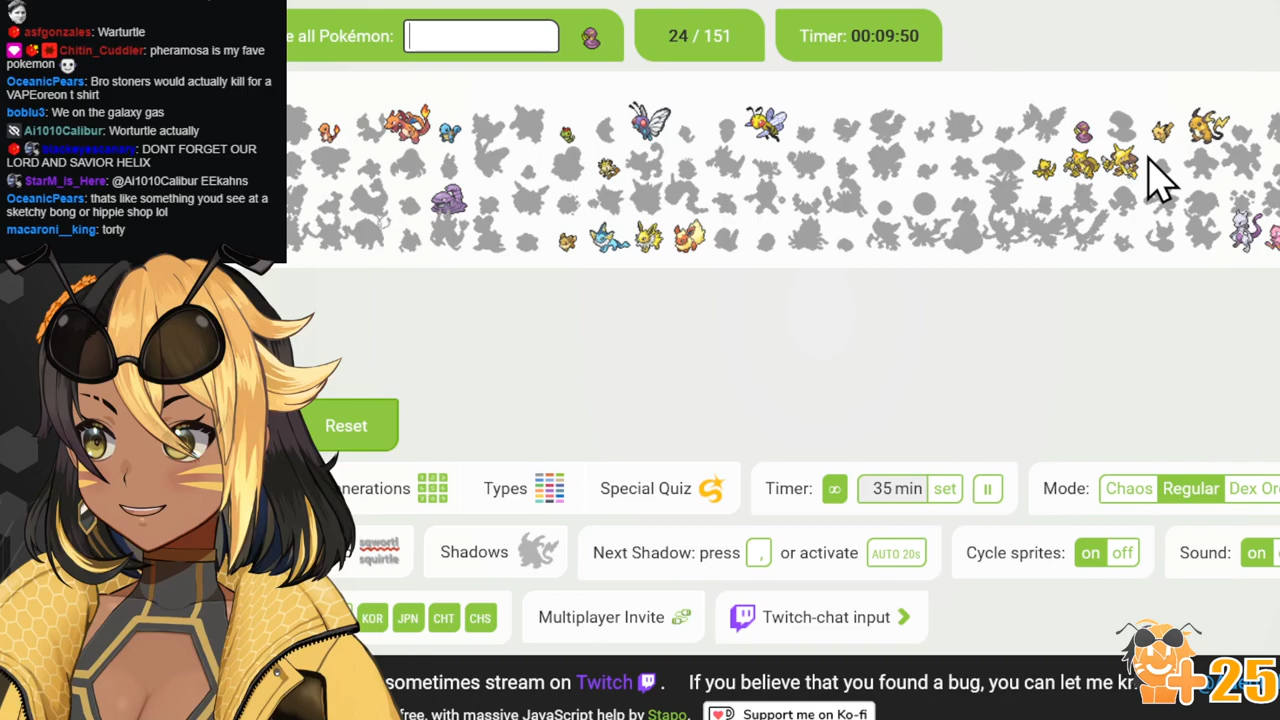 asfgonzales: Warturtle
Chitin_Cuddler: pheramosa is my fave
pokemon
OceanicPears: Bro stoners would actually kill for a
VAPEoreon t shirt
boblu3: We on the galaxy gas
Ai1010Calibur: Worturtle actually
DONT FORGET OUR
LORD AND SAVIOR HELIX
StarM_is_Here: @Ai1010Calibur EEkahns
OceanicPears: thats like something youd see at a
sketchy bong or hippie shop lol
macaroni__king: torty
e all Pokémon:
24 / 151
Timer: 00:09:50
Reset
nerations
Types
Special Quiz
Timer: ∞ 35 min set
Mode: Chaos Regular
sqwortl
squirtle
Shadows
Next Shadow: press , or activate AUTO 20s
Cycle sprites: on off
Sound: on
KOR JPN CHT CHS
Multiplayer Invite
Twitch-chat input
sometimes stream on Twitch . If you believe that you found a bug, you can let me
free, with massive JavaScript help by Stapo.
Support me on Ko-fi
+25